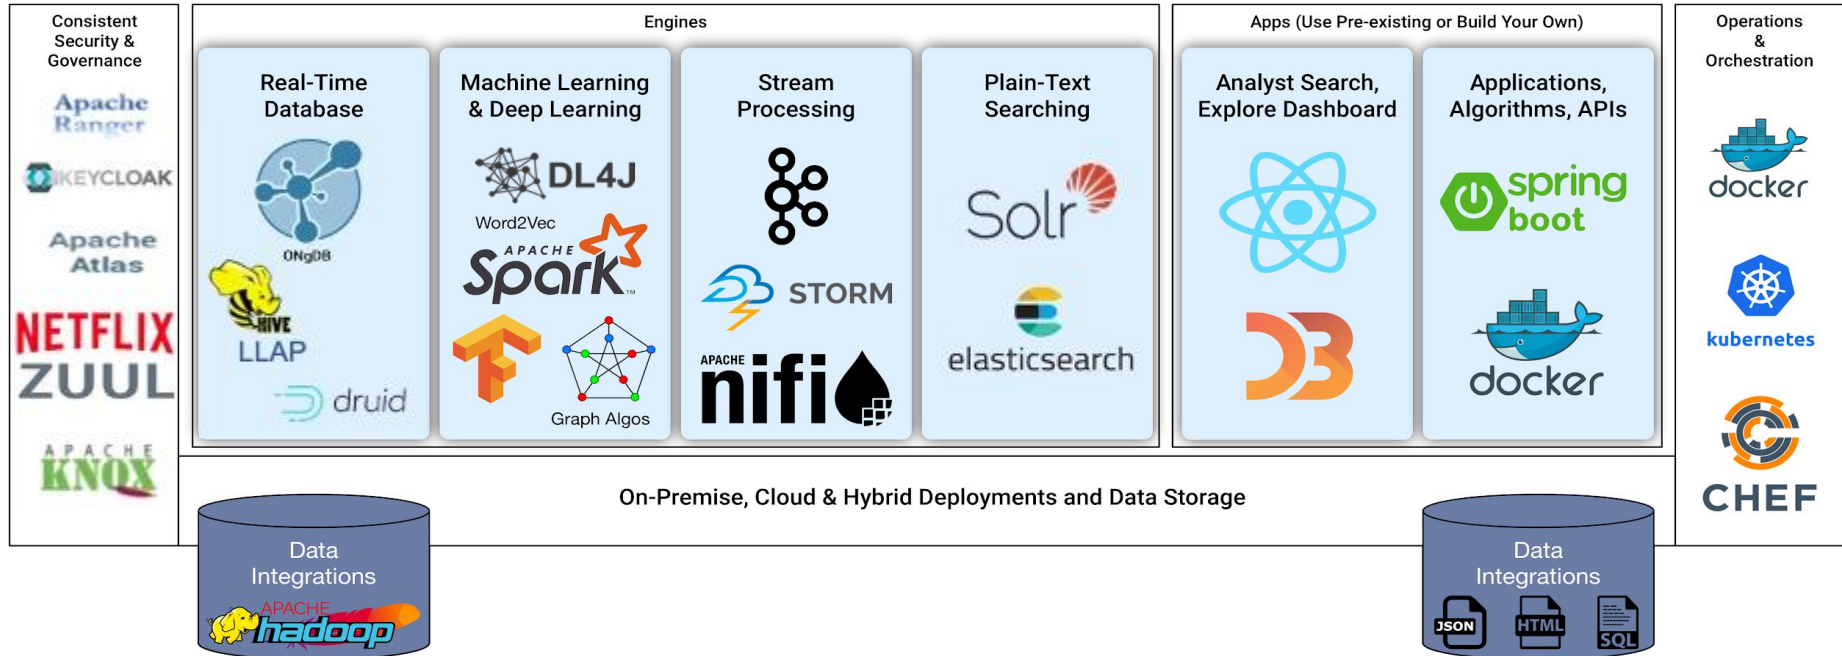 Consistent
Security &
Governance
Apache
Ranger
KEYCLOAK
Apache
Atlas
NETFLIX
ZUUL
APACHE
KNOX
Engines
Real-Time
Database
ONgDB
HIVE
LLAP
druid
Machine Learning
& Deep Learning
DL4J
Word2Vec
APACHE
Spark™
Graph Algos
Stream
Processing
STORM
APACHE
nifi
Plain-Text
Searching
Solr
elasticsearch
Apps (Use Pre-existing or Build Your Own)
Analyst Search,
Explore Dashboard
D3
Applications,
Algorithms, APIs
spring
boot
docker
Operations
&
Orchestration
docker
kubernetes
CHEF
On-Premise, Cloud & Hybrid Deployments and Data Storage
Data
Integrations
APACHE
hadoop
Data
Integrations
JSON
HTML
SQL